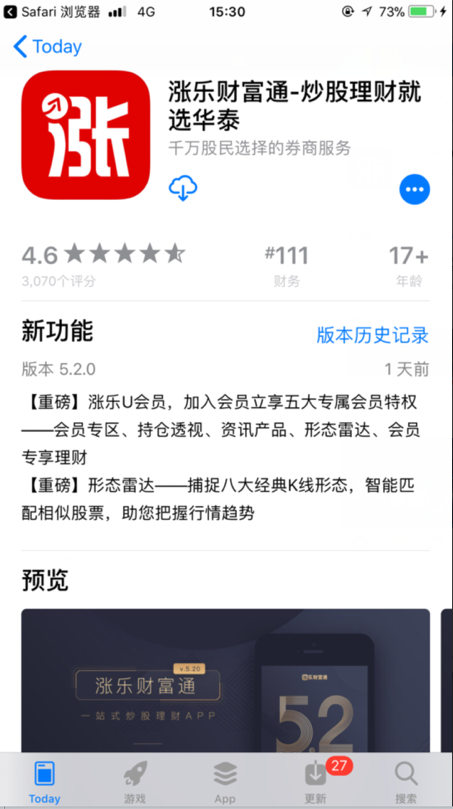 Safari 浏览器 4G 15:30 73%
Today
涨
涨乐财富通-炒股理财就
选华泰
千万股民选择的券商服务
4.6 #111 17+
3,070个评分 财务 年龄
新功能 版本历史记录
版本 5.2.0 1 天前
【重磅】涨乐U会员，加入会员立享五大专属会员特权
——会员专区、持仓透视、资讯产品、形态雷达、会员
专享理财
【重磅】形态雷达——捕捉八大经典K线形态，智能匹
配相似股票，助您把握行情趋势
预览
v 5.20
涨乐财富通
一站式炒股理财APP
涨乐财富通
5.2
27
Today 游戏 App 更新 搜索